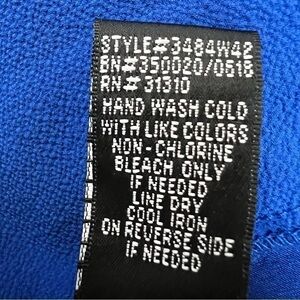 STYLE#3484W42
BN#350020/0518
RN#31310
HAND WASH COLD
WITH LIKE COLORS
NON-CHLORINE
BLEACH ONLY
IF NEEDED
LINE DRY
COOL IRON
ON REVERSE SIDE
IF NEEDED